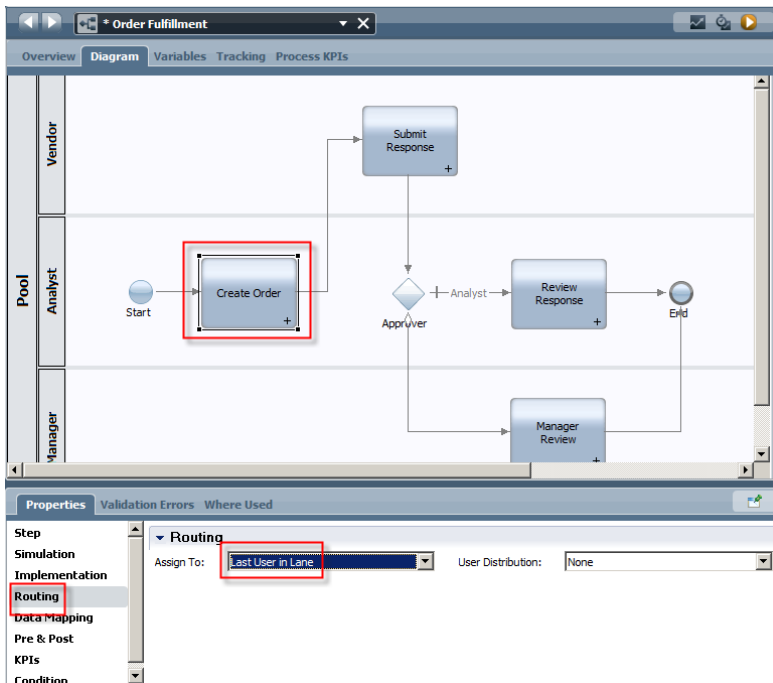 * Order Fulfillment
Overview Diagram Variables Tracking Process KPIs
Pool
Vendor
Submit
Response
Analyst
Start
Create Order
Approver
Analyst
Review
Response
End
Manager
Manager
Review
Properties Validation Errors Where Used
Step
Simulation
Implementation
Routing
Data Mapping
Pre & Post
KPIs
Condition
Routing
Assign To: Last User in Lane User Distribution: None